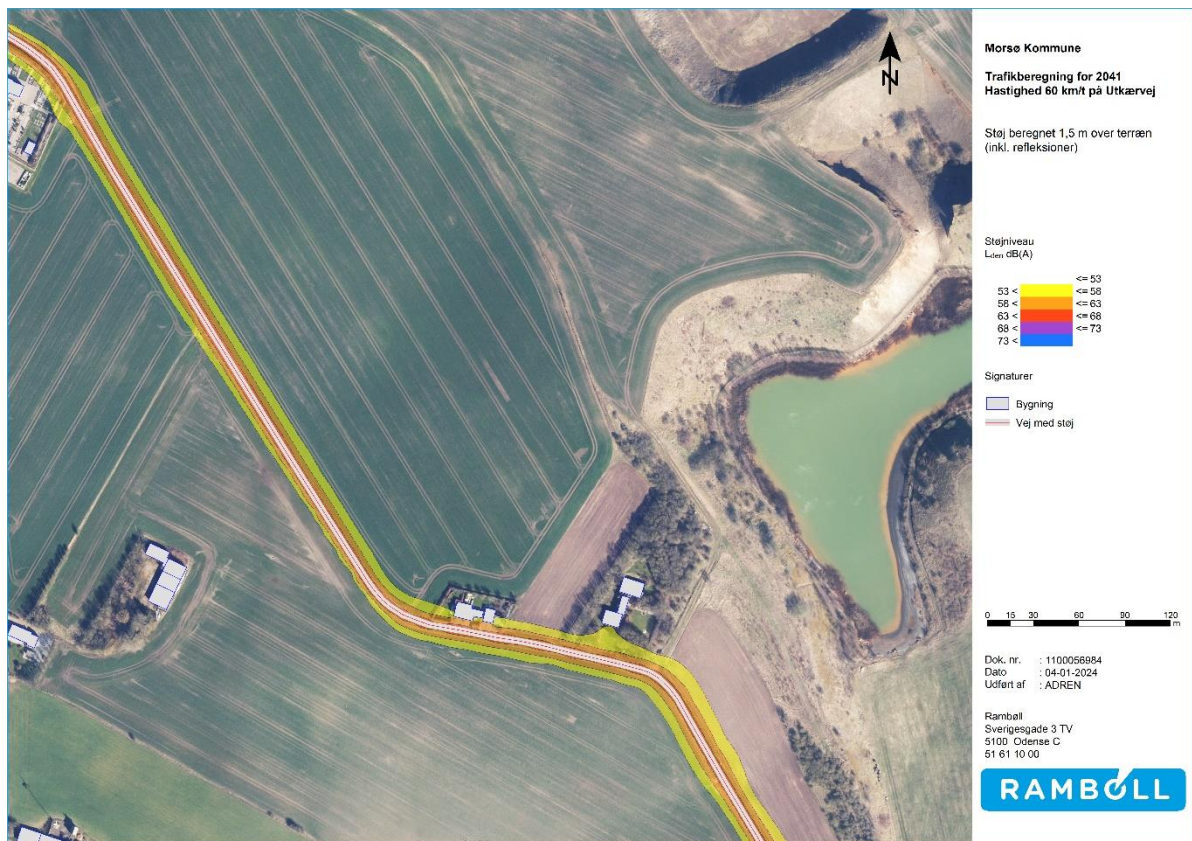 N
Morsø Kommune
Trafikberegning for 2041
Hastighed 60 km/t på Utkærvej
Støj beregnet 1,5 m over terræn
(inkl. refleksioner)
Støjniveau
Lden dB(A)
<= 53
53 < <= 58
58 < <= 63
63 < <= 68
68 < <= 73
73 <
Signaturer
Bygning
Vej med støj
0 15 30 60 90 120
m
Dok. nr. : 1100056984
Dato : 04-01-2024
Udført af : ADREN
Rambøll
Sverigesgade 3 TV
5100 Odense C
51 61 10 00
RAMBOLL